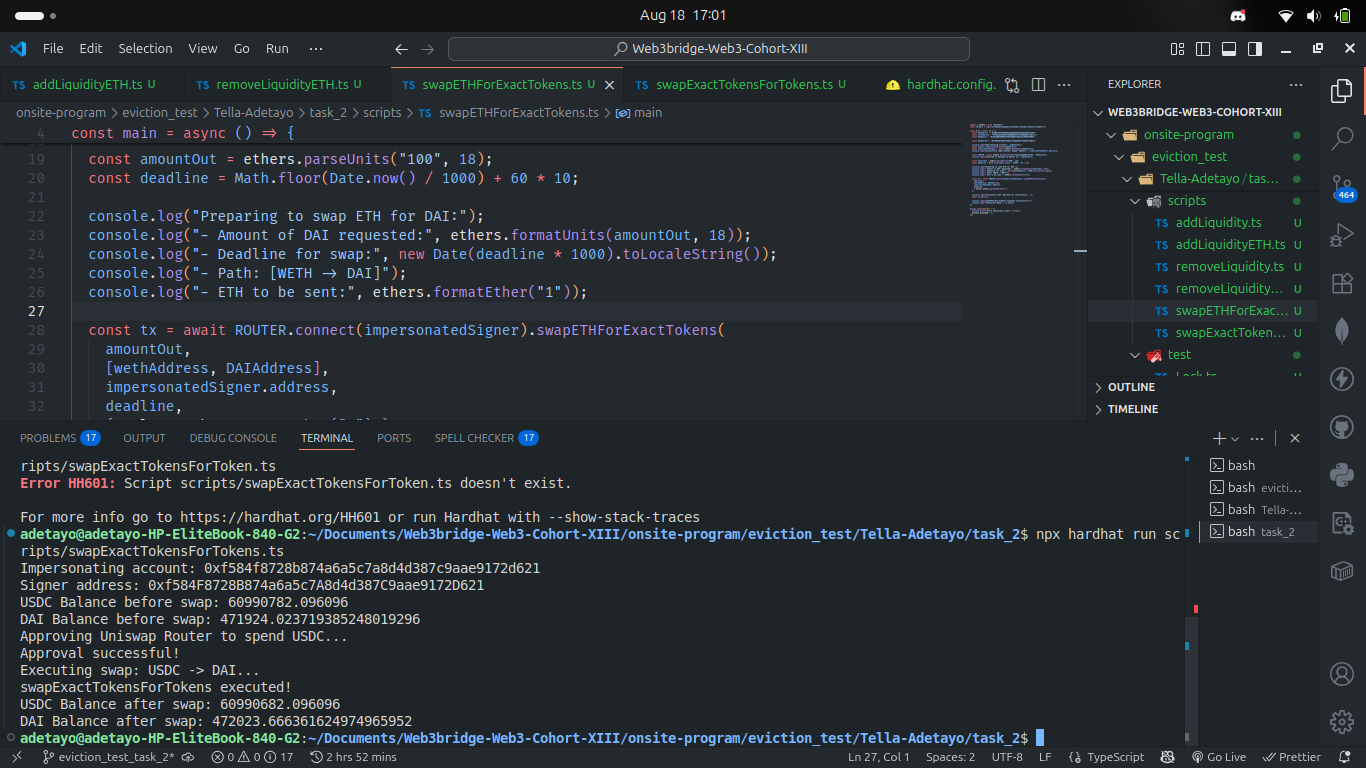 Aug 18 17:01
File Edit Selection View Go Run ···
Web3bridge-Web3-Cohort-XIII
TS addLiquidityETH.ts U
TS removeLiquidityETH.ts U
TS swapETHForExactTokens.ts U
TS swapExactTokensForTokens.ts U
hardhat.config.
onsite-program > eviction_test > Tella-Adetayo > task_2 > scripts > TS swapETHForExactTokens.ts > main
4 const main = async () => {
19 const amountOut = ethers.parseUnits("100", 18);
20 const deadline = Math.floor(Date.now() / 1000) + 60 * 10;
21
22 console.log("Preparing to swap ETH for DAI:");
23 console.log("- Amount of DAI requested:", ethers.formatUnits(amountOut, 18));
24 console.log("- Deadline for swap:", new Date(deadline * 1000).toLocaleString());
25 console.log("- Path: [WETH → DAI]");
26 console.log("- ETH to be sent:", ethers.formatEther("1"));
27
28 const tx = await ROUTER.connect(impersonatedSigner).swapETHForExactTokens(
29 amountOut,
30 [wethAddress, DAIAddress],
31 impersonatedSigner.address,
32 deadline,
EXPLORER
WEB3BRIDGE-WEB3-COHORT-XIII
onsite-program
eviction_test
Tella-Adetayo / tas...
scripts
TS addLiquidity.ts U
TS addLiquidityETH.ts U
TS removeLiquidity.ts U
TS removeLiquidity... U
TS swapETHForExac... U
TS swapExactToken... U
test
OUTLINE
TIMELINE
464
PROBLEMS 17 OUTPUT DEBUG CONSOLE TERMINAL PORTS SPELL CHECKER 17
ripts/swapExactTokensForToken.ts
Error HH601: Script scripts/swapExactTokensForToken.ts doesn't exist.
For more info go to https://hardhat.org/HH601 or run Hardhat with --show-stack-traces
adetayo@adetayo-HP-EliteBook-840-G2:~/Documents/Web3bridge-Web3-Cohort-XIII/onsite-program/eviction_test/Tella-Adetayo/task_2$ npx hardhat run sc
ripts/swapExactTokensForTokens.ts
Impersonating account: 0xf584f8728b874a6a5c7a8d4d387c9aae9172d621
Signer address: 0xf584F8728B874a6a5c7A8d4d387C9aae9172D621
USDC Balance before swap: 60990782.096096
DAI Balance before swap: 471924.023719385248019296
Approving Uniswap Router to spend USDC...
Approval successful!
Executing swap: USDC -> DAI...
swapExactTokensForTokens executed!
USDC Balance after swap: 60990682.096096
DAI Balance after swap: 472023.666361624974965952
adetayo@adetayo-HP-EliteBook-840-G2:~/Documents/Web3bridge-Web3-Cohort-XIII/onsite-program/eviction_test/Tella-Adetayo/task_2$
bash
bash evicti...
bash Tella-...
bash task_2
eviction_test_task_2* 0 0 17 2 hrs 52 mins Ln 27, Col 1 Spaces: 2 UTF-8 LF TypeScript Go Live Prettier